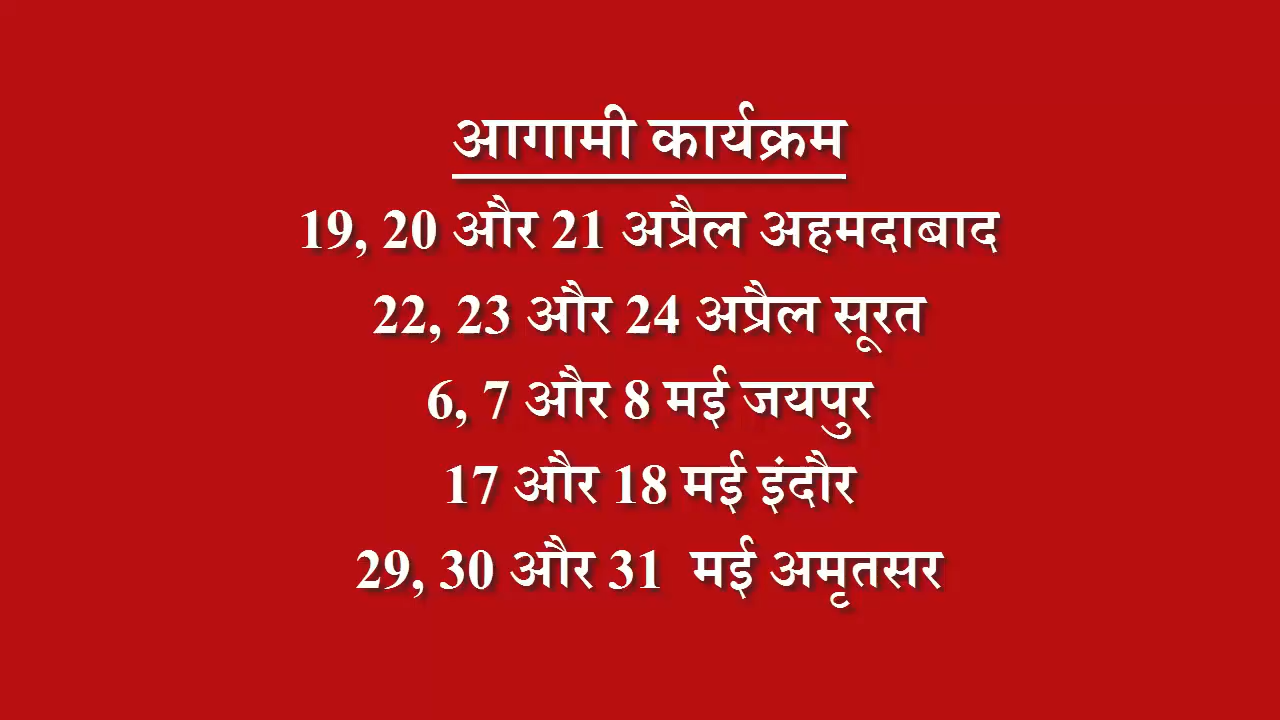 आगामी कार्यक्रम
19, 20 और 21 अप्रैल अहमदाबाद
22, 23 और 24 अप्रैल सूरत
6, 7 और 8 मई जयपुर
17 और 18 मई इंदौर
29, 30 और 31 मई अमृतसर